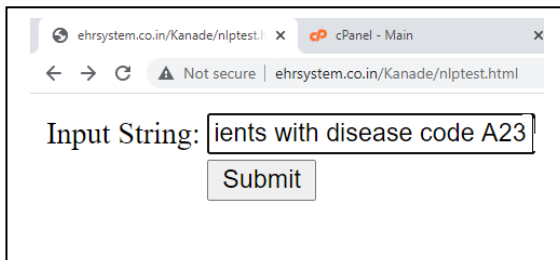 ehrsystem.co.in/Kanade/nlptest.h cPanel - Main
Not secure | ehrsystem.co.in/Kanade/nlptest.html
Input String: ients with disease code A23
Submit